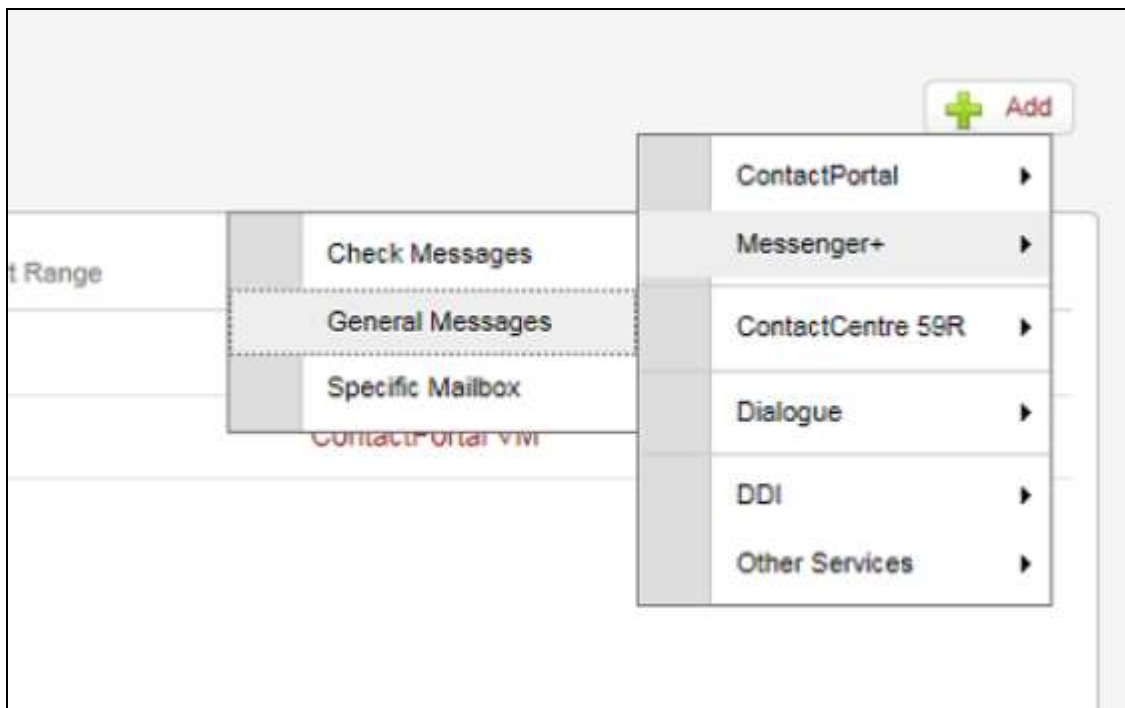 Add
ContactPortal
Messenger+
ContactCentre 59R
Dialogue
DDI
Other Services
Check Messages
General Messages
Specific Mailbox
t Range
ContactPortal VM